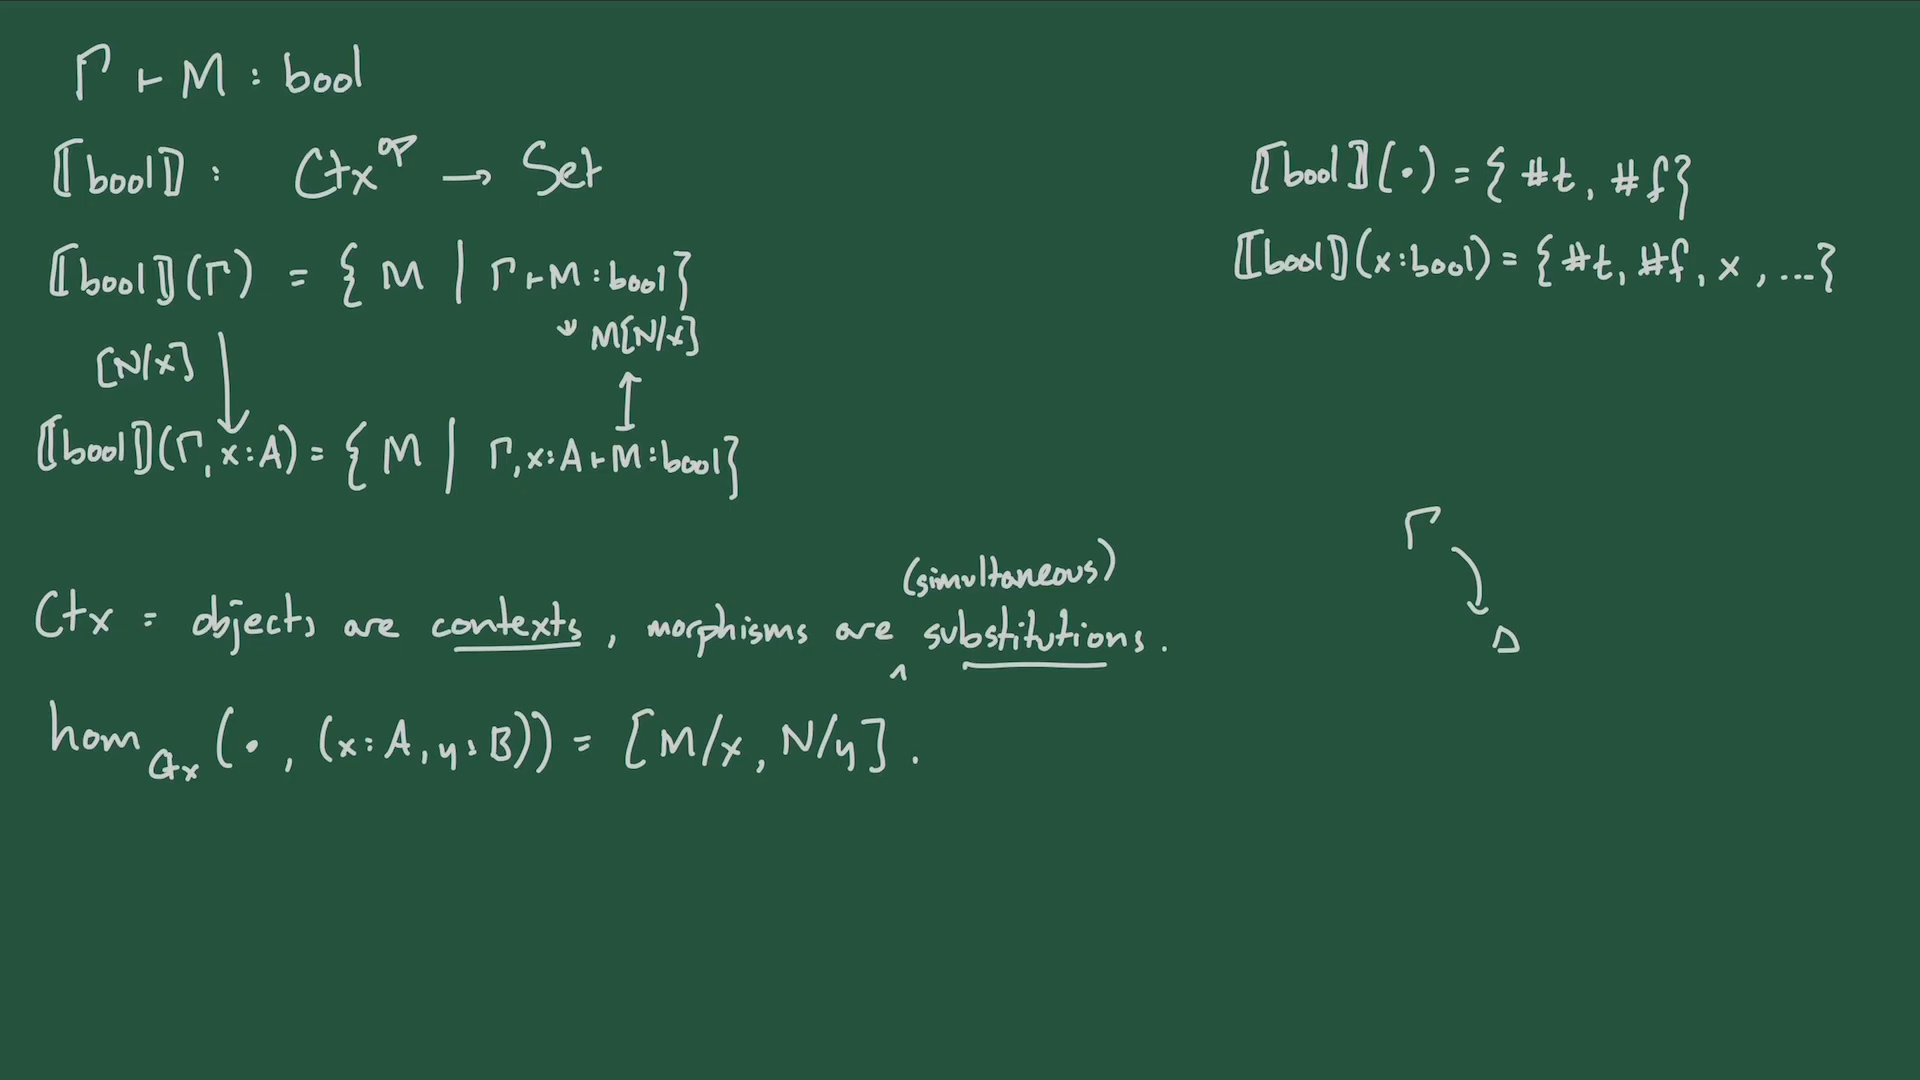 Γ ⊢ M : bool
⟦bool⟧ : Ctx^op → Set
⟦bool⟧(Γ) = { M | Γ ⊢ M : bool }
M[N/x]
[N/x]
⟦bool⟧(Γ, x:A) = { M | Γ, x:A ⊢ M : bool }
⟦bool⟧(·) = { #t, #f }
⟦bool⟧(x:bool) = { #t, #f, x, ... }
(simultaneous)
Ctx = objects are contexts, morphisms are ^ substitutions.
hom_Ctx (·, (x:A, y:B)) = [M/x, N/y].
Γ
Δ